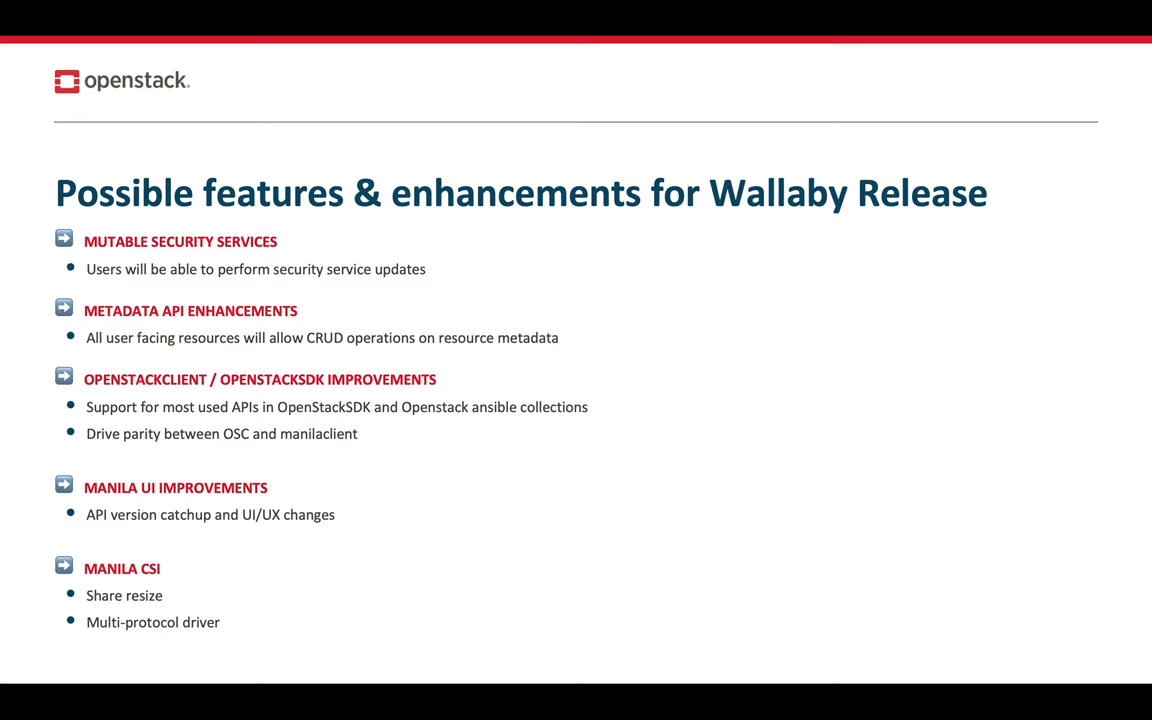 openstack.
Possible features & enhancements for Wallaby Release
MUTABLE SECURITY SERVICES
Users will be able to perform security service updates
METADATA API ENHANCEMENTS
All user facing resources will allow CRUD operations on resource metadata
OPENSTACKCLIENT / OPENSTACKSDK IMPROVEMENTS
Support for most used APIs in OpenStackSDK and Openstack ansible collections
Drive parity between OSC and manilaclient
MANILA UI IMPROVEMENTS
API version catchup and UI/UX changes
MANILA CSI
Share resize
Multi-protocol driver